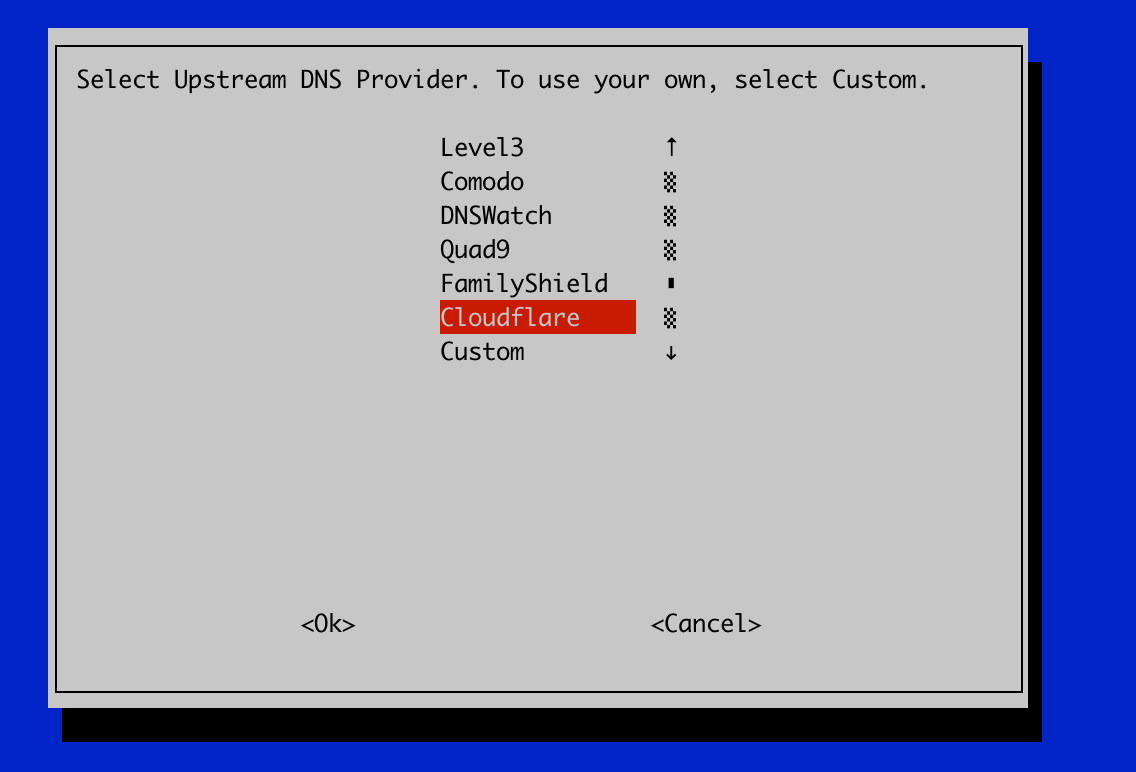 Select Upstream DNS Provider. To use your own, select Custom.
Level3 ↑
Comodo ▒
DNSWatch ▒
Quad9 ▒
FamilyShield ▮
Cloudflare ▒
Custom ↓
<Ok> <Cancel>